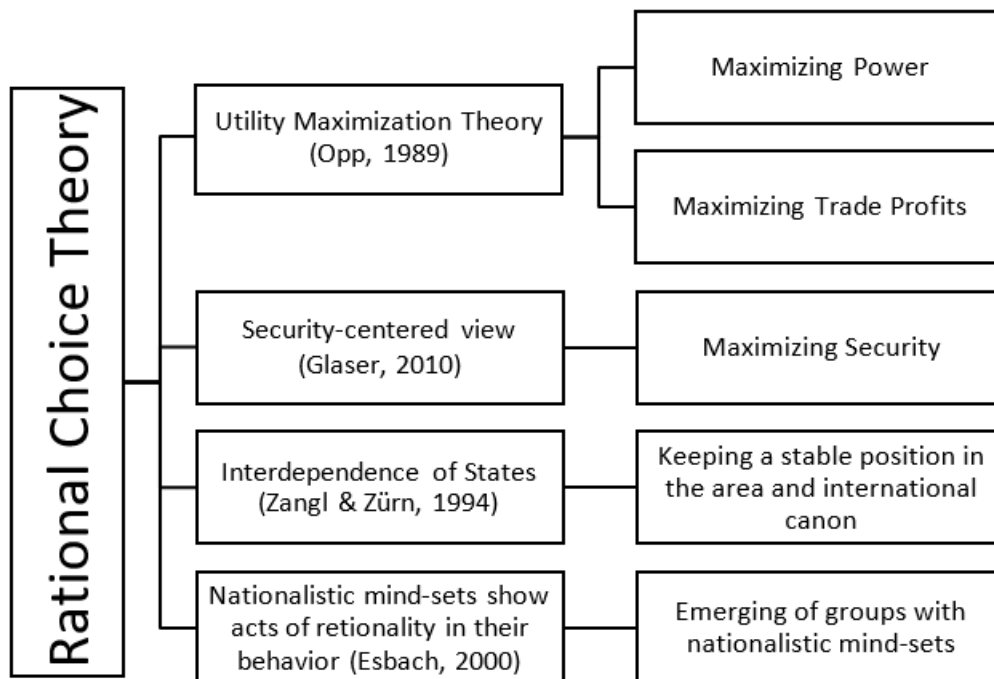 Rational Choice Theory
Utility Maximization Theory
(Opp, 1989)
Maximizing Power
Maximizing Trade Profits
Security-centered view
(Glaser, 2010)
Maximizing Security
Interdependence of States
(Zangl & Zürn, 1994)
Keeping a stable position in
the area and international
canon
Nationalistic mind-sets show
acts of retionality in their
behavior (Esbach, 2000)
Emerging of groups with
nationalistic mind-sets